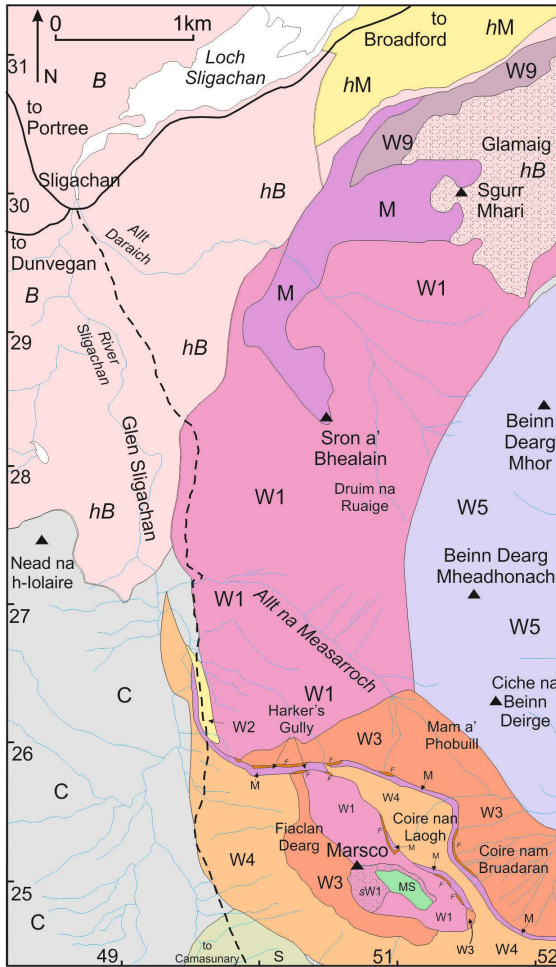 0 1km
to
Broadford
hM
31
N
B
Loch
Sligachan
hM
W9
to
Portree
W9
Glamaig
hB
Sligachan
hB
Sgurr
Mhari
30
M
to
Dunvegan
Allt
Daraich
B
M
W1
29
River
Sligachan
hB
Glen Sligachan
Beinn
Dearg
Mhor
Sron a'
Bhealain
28
W1
Druim na
Ruaige
W5
hB
Nead na
h-Iolaire
Beinn Dearg
Mheadhonach
27
W1
Allt na Measarroch
W5
C
W1
Ciche na
Beinn
Deirge
W2
Harker's
Gully
W3
Mam a'
Phobuill
26
F
F
F
F
M
M
C
W1
W4
W3
Coire nan
Laogh
F
F
Fiaclan
Dearg
M
W4
Marsco
M
Coire nam
Bruadaran
W3
F
F
25
sW1
MS
F
C
W1
F
M
to
Camasunary
S
W3
W4
49
51
52